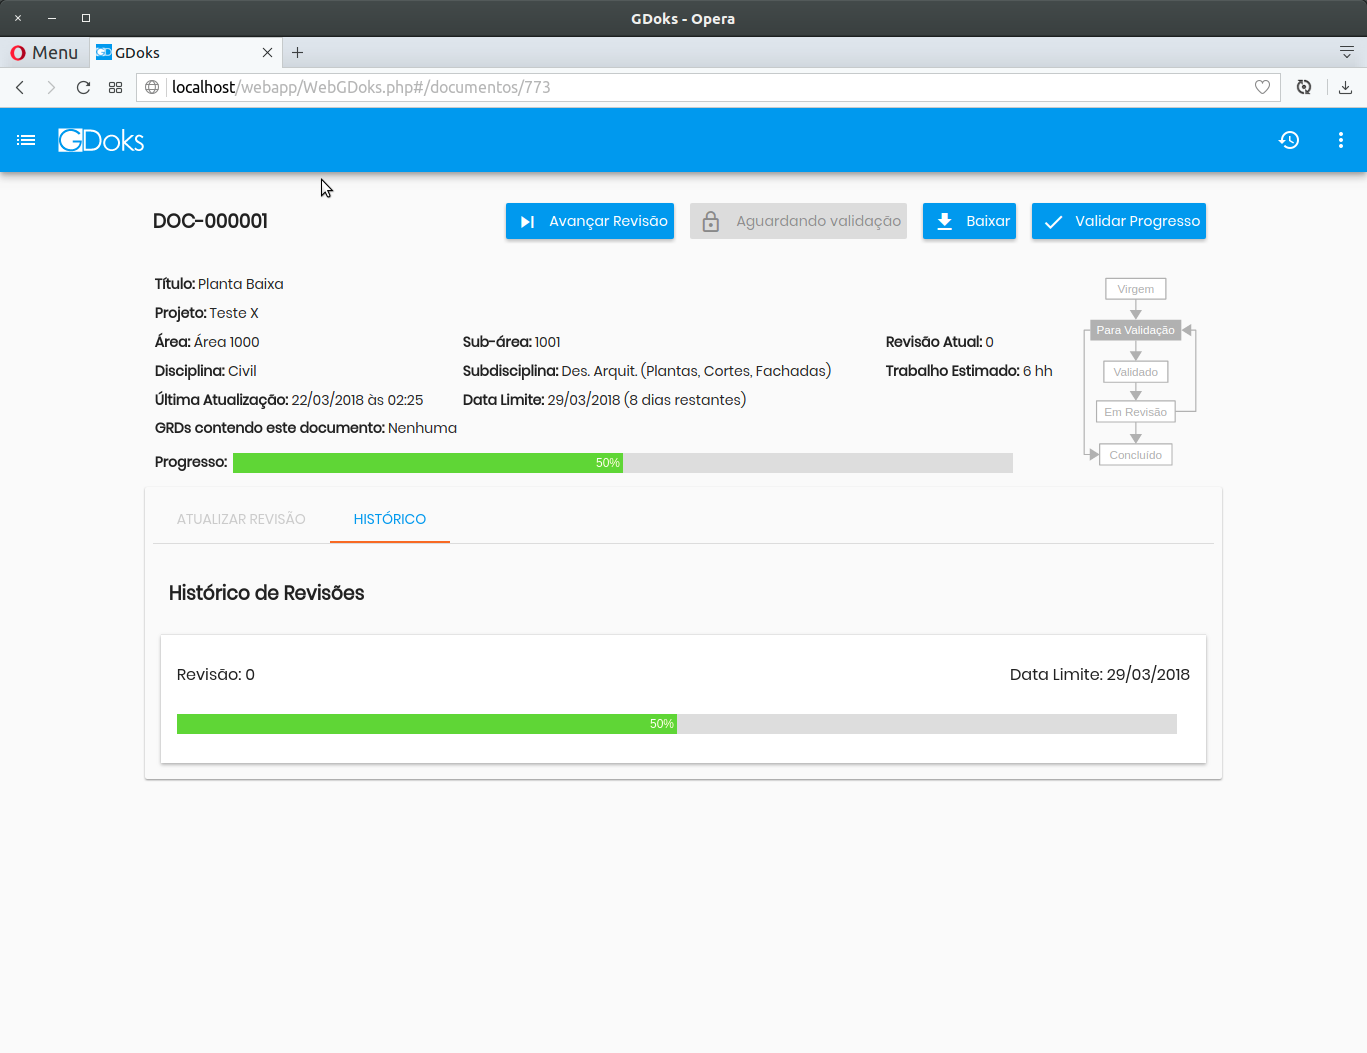 GDoks - Opera
Menu
GDoks
localhost/webapp/WebGDoks.php#/documentos/773
GDoks
DOC-000001
Avançar Revisão
Aguardando validação
Baixar
Validar Progresso
Título: Planta Baixa
Projeto: Teste X
Área: Área 1000
Sub-área: 1001
Revisão Atual: 0
Disciplina: Civil
Subdisciplina: Des. Arquit. (Plantas, Cortes, Fachadas)
Trabalho Estimado: 6 hh
Última Atualização: 22/03/2018 às 02:25
Data Limite: 29/03/2018 (8 dias restantes)
GRDs contendo este documento: Nenhuma
Progresso:
50%
Virgem
Para Validação
Validado
Em Revisão
Concluído
ATUALIZAR REVISÃO
HISTÓRICO
Histórico de Revisões
Revisão: 0
Data Limite: 29/03/2018
50%